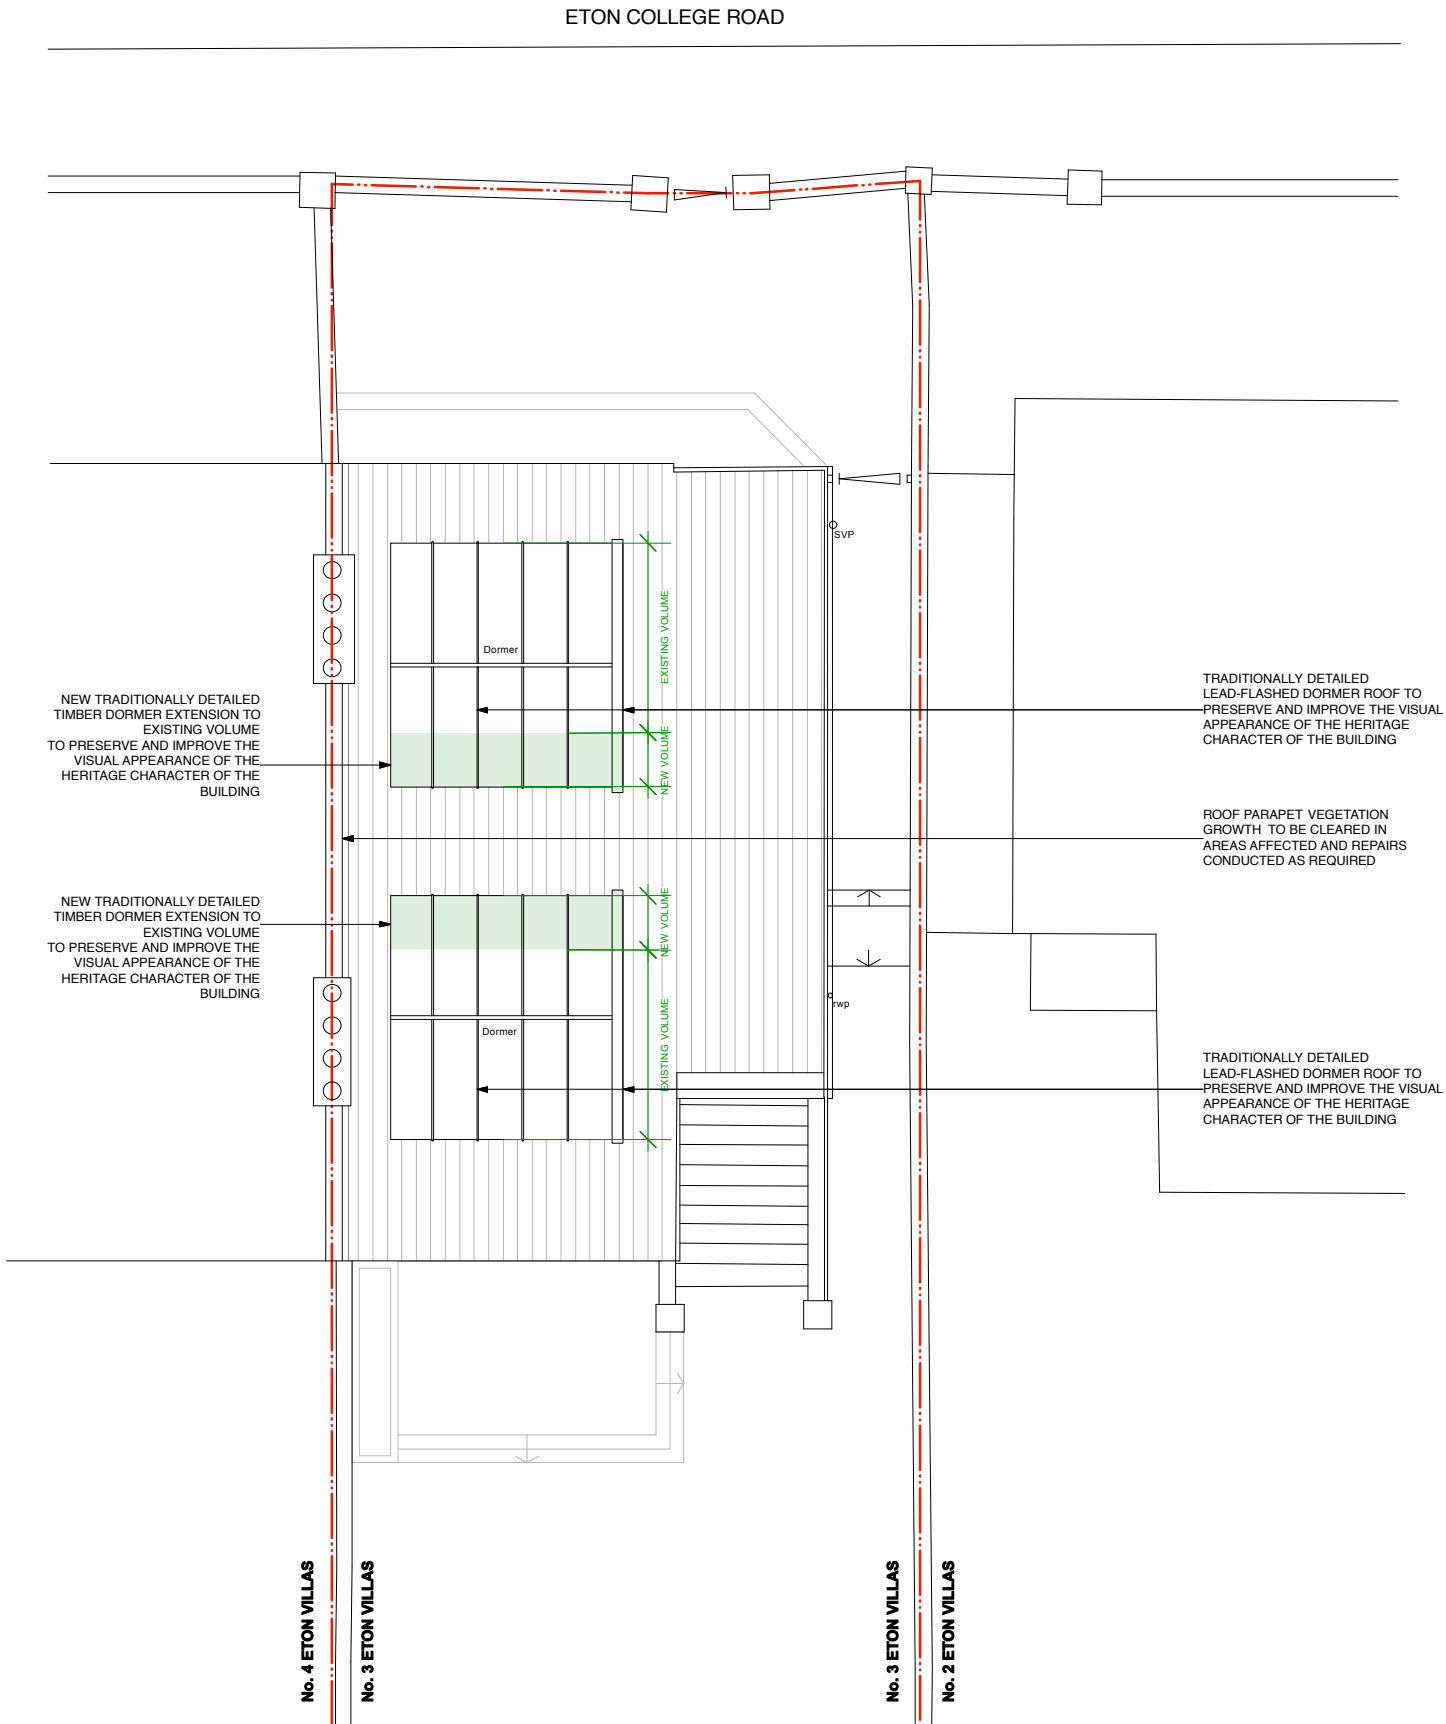 ETON COLLEGE ROAD
SVP
EXISTING VOLUME
Dormer
NEW TRADITIONALLY DETAILED
TIMBER DORMER EXTENSION TO
EXISTING VOLUME
TO PRESERVE AND IMPROVE THE
VISUAL APPEARANCE OF THE
HERITAGE CHARACTER OF THE
BUILDING
NEW VOLUME
TRADITIONALLY DETAILED
LEAD-FLASHED DORMER ROOF TO
PRESERVE AND IMPROVE THE VISUAL
APPEARANCE OF THE HERITAGE
CHARACTER OF THE BUILDING
ROOF PARAPET VEGETATION
GROWTH TO BE CLEARED IN
AREAS AFFECTED AND REPAIRS
CONDUCTED AS REQUIRED
NEW TRADITIONALLY DETAILED
TIMBER DORMER EXTENSION TO
EXISTING VOLUME
TO PRESERVE AND IMPROVE THE
VISUAL APPEARANCE OF THE
HERITAGE CHARACTER OF THE
BUILDING
NEW VOLUME
rwp
Dormer
EXISTING VOLUME
TRADITIONALLY DETAILED
LEAD-FLASHED DORMER ROOF TO
PRESERVE AND IMPROVE THE VISUAL
APPEARANCE OF THE HERITAGE
CHARACTER OF THE BUILDING
No. 4 ETON VILLAS
No. 3 ETON VILLAS
No. 3 ETON VILLAS
No. 2 ETON VILLAS